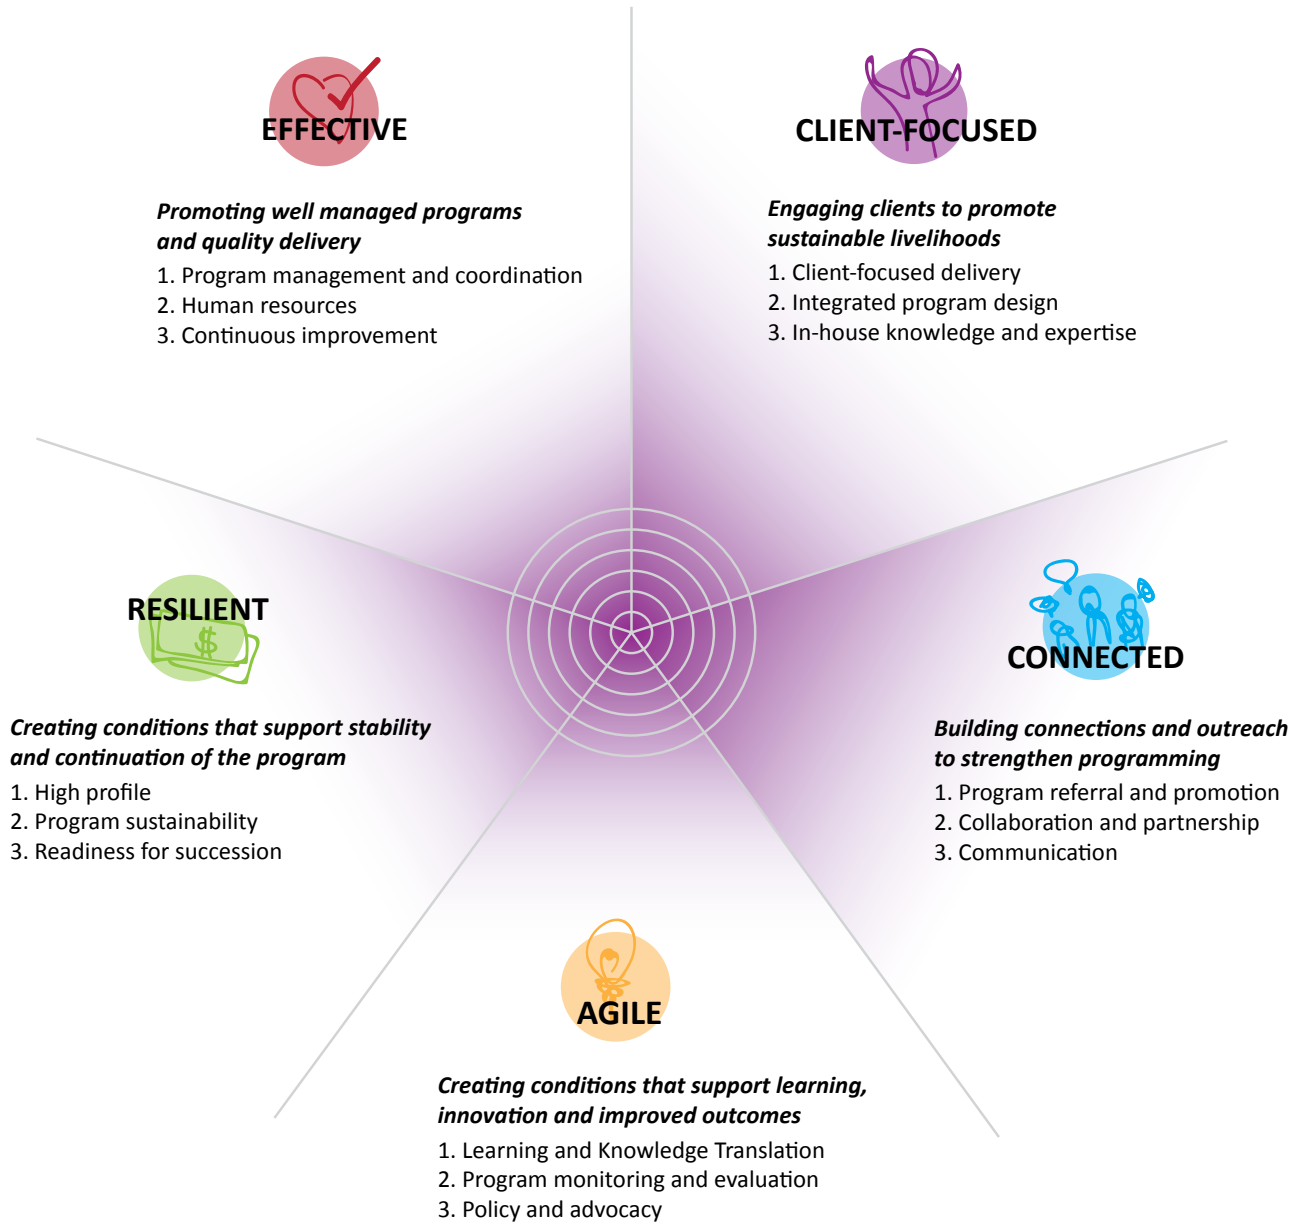 EFFECTIVE
Promoting well managed programs
and quality delivery
1. Program management and coordination
2. Human resources
3. Continuous improvement
CLIENT-FOCUSED
Engaging clients to promote
sustainable livelihoods
1. Client-focused delivery
2. Integrated program design
3. In-house knowledge and expertise
RESILIENT
$
Creating conditions that support stability
and continuation of the program
1. High profile
2. Program sustainability
3. Readiness for succession
CONNECTED
Building connections and outreach
to strengthen programming
1. Program referral and promotion
2. Collaboration and partnership
3. Communication
AGILE
Creating conditions that support learning,
innovation and improved outcomes
1. Learning and Knowledge Translation
2. Program monitoring and evaluation
3. Policy and advocacy